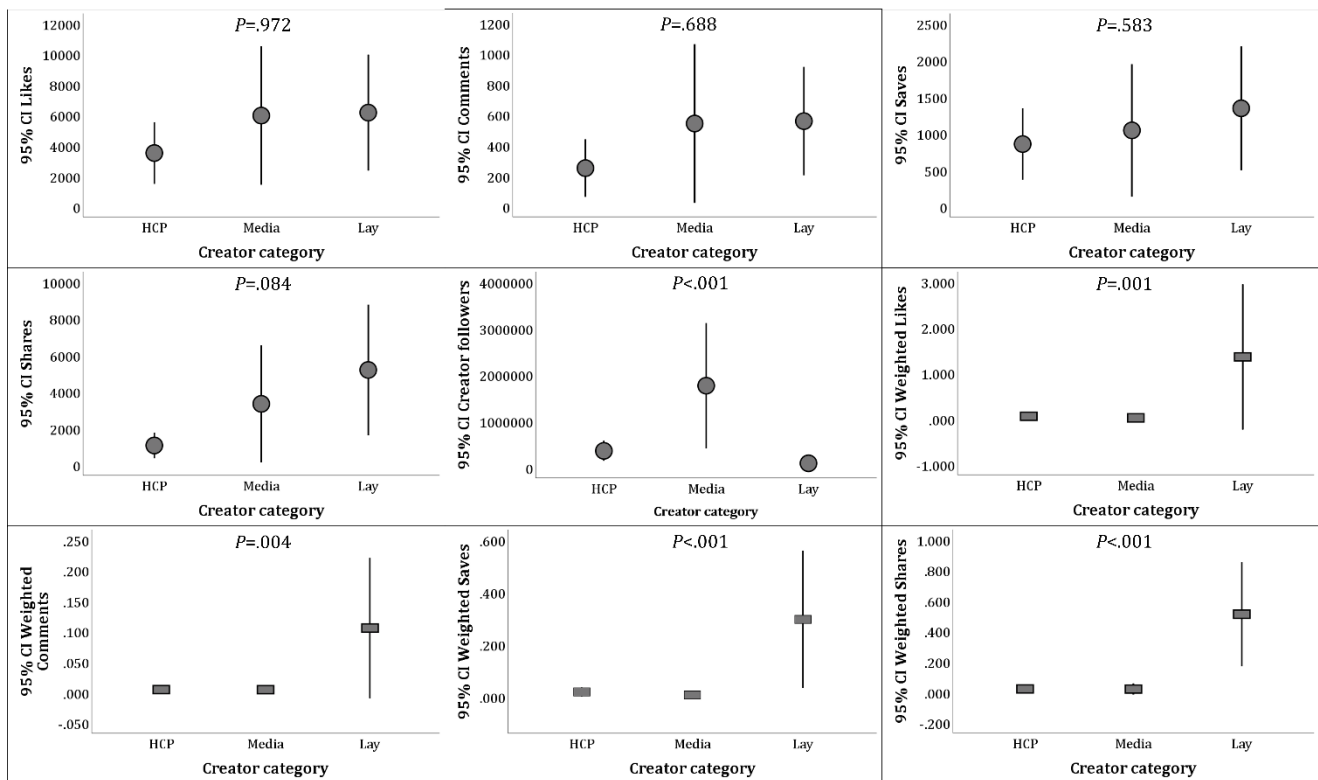 P=.972
95% CI Likes
12000
10000
8000
6000
4000
2000
0
HCP Media Lay
Creator category
P=.688
95% CI Comments
1200
1000
800
600
400
200
0
HCP Media Lay
Creator category
P=.583
95% CI Saves
2500
2000
1500
1000
500
0
HCP Media Lay
Creator category
P=.084
95% CI Shares
10000
8000
6000
4000
2000
0
HCP Media Lay
Creator category
P<.001
95% CI Creator followers
4000000
3000000
2000000
1000000
0
HCP Media Lay
Creator category
P=.001
95% CI Weighted Likes
3.000
2.000
1.000
.000
-1.000
HCP Media Lay
Creator category
P=.004
95% CI Weighted
Comments
.250
.200
.150
.100
.050
.000
-.050
HCP Media Lay
Creator category
P<.001
95% CI Weighted Saves
.600
.400
.200
.000
HCP Media Lay
Creator category
P<.001
95% CI Weighted Shares
1.000
.800
.600
.400
.200
.000
-.200
HCP Media Lay
Creator category